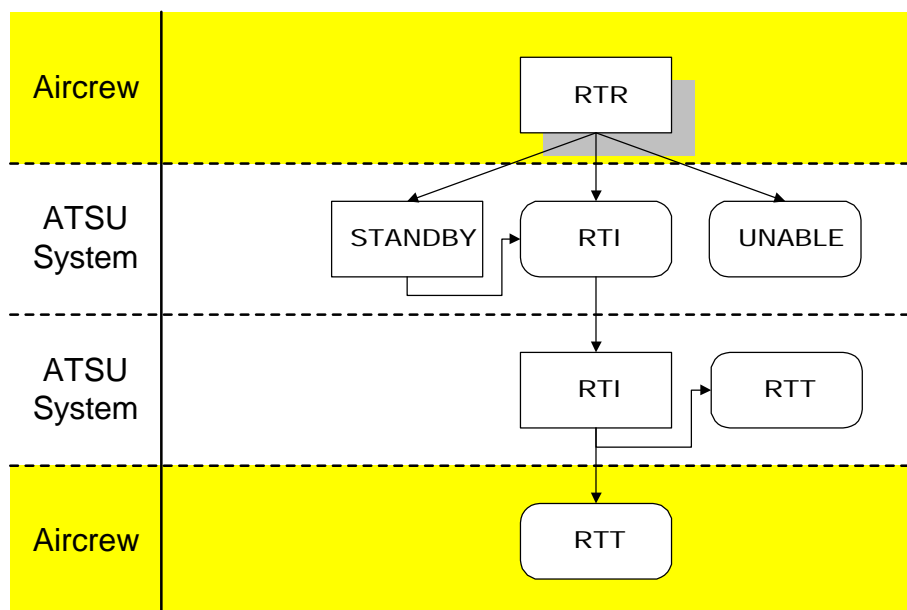 Aircrew
RTR
ATSU
System
STANDBY
RTI
UNABLE
ATSU
System
RTI
RTT
Aircrew
RTT